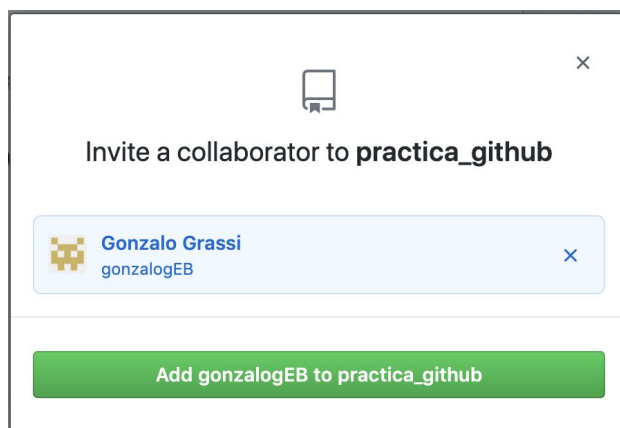 Invite a collaborator to practica_github
Gonzalo Grassi
gonzalogEB
Add gonzalogEB to practica_github